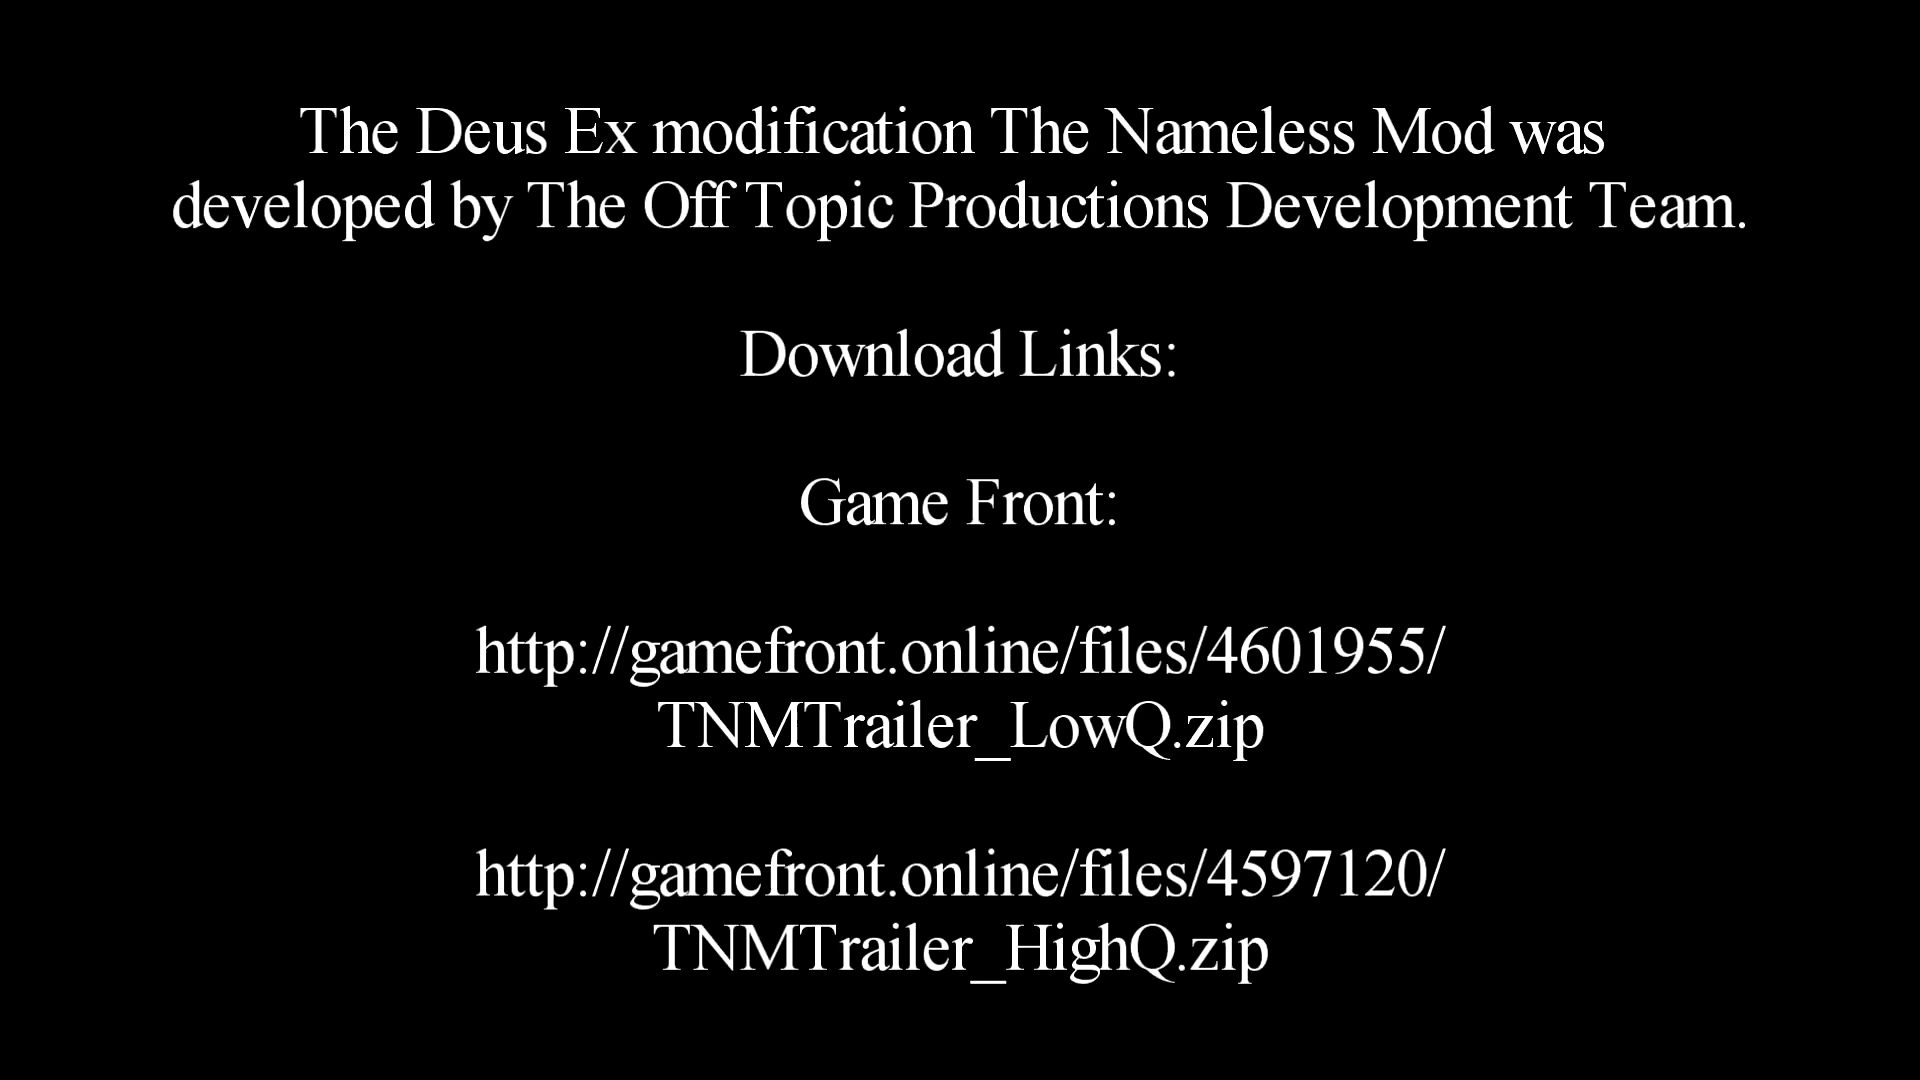 The Deus Ex modification The Nameless Mod was
developed by The Off Topic Productions Development Team.
Download Links:
Game Front:
http://gamefront.online/files/4601955/
TNMTrailer_LowQ.zip
http://gamefront.online/files/4597120/
TNMTrailer_HighQ.zip